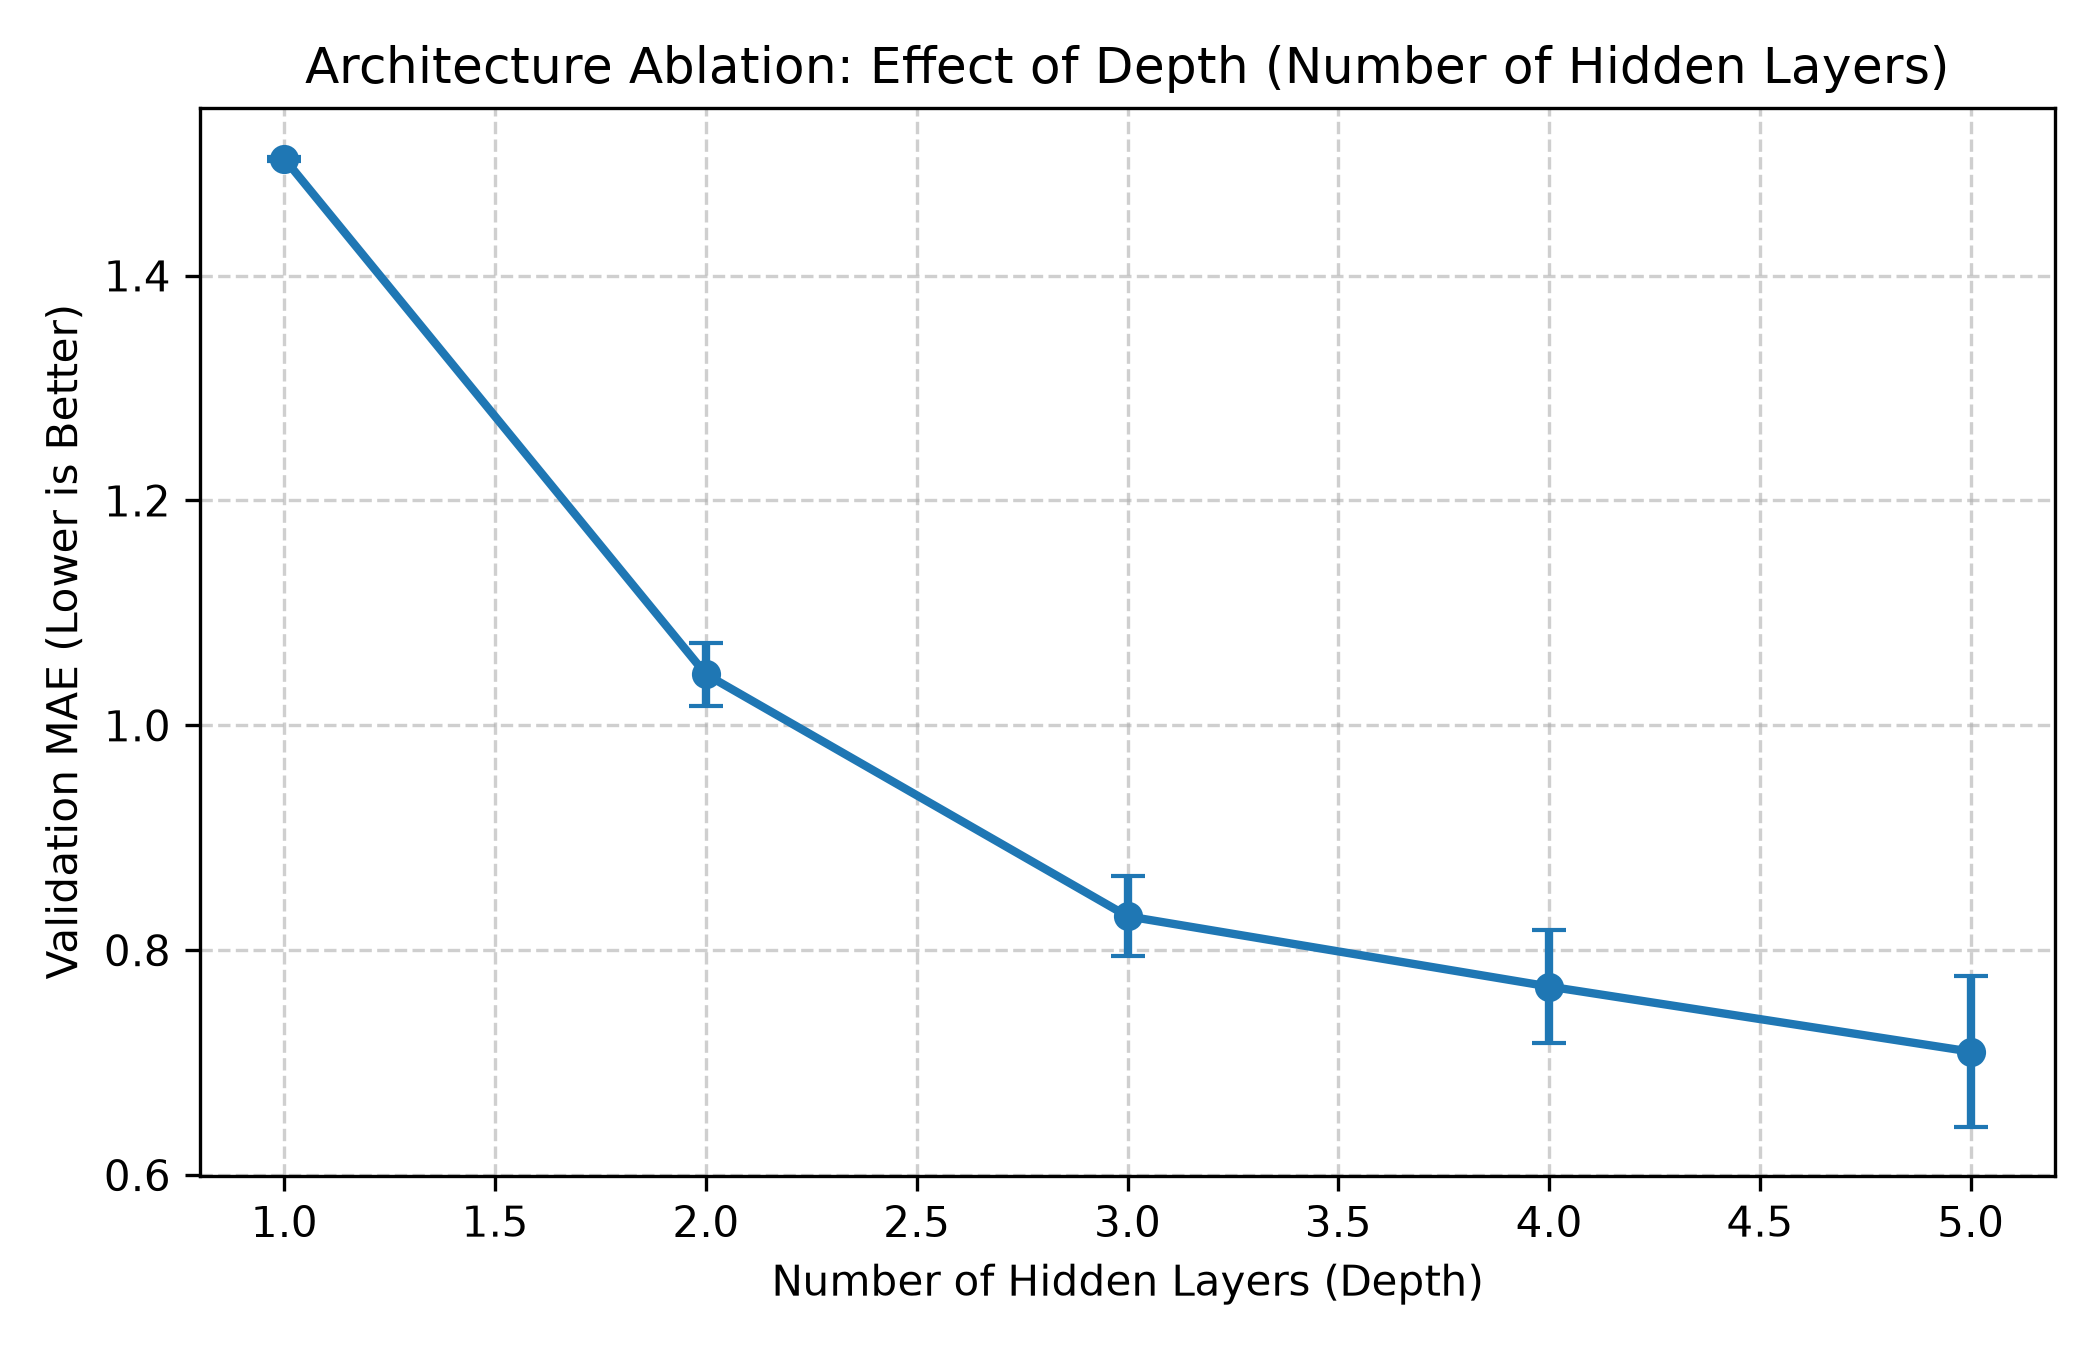 Architecture Ablation: Effect of Depth (Number of Hidden Layers)
Validation MAE (Lower is Better)
1.4
1.2
1.0
0.8
0.6
1.0 1.5 2.0 2.5 3.0 3.5 4.0 4.5 5.0
Number of Hidden Layers (Depth)